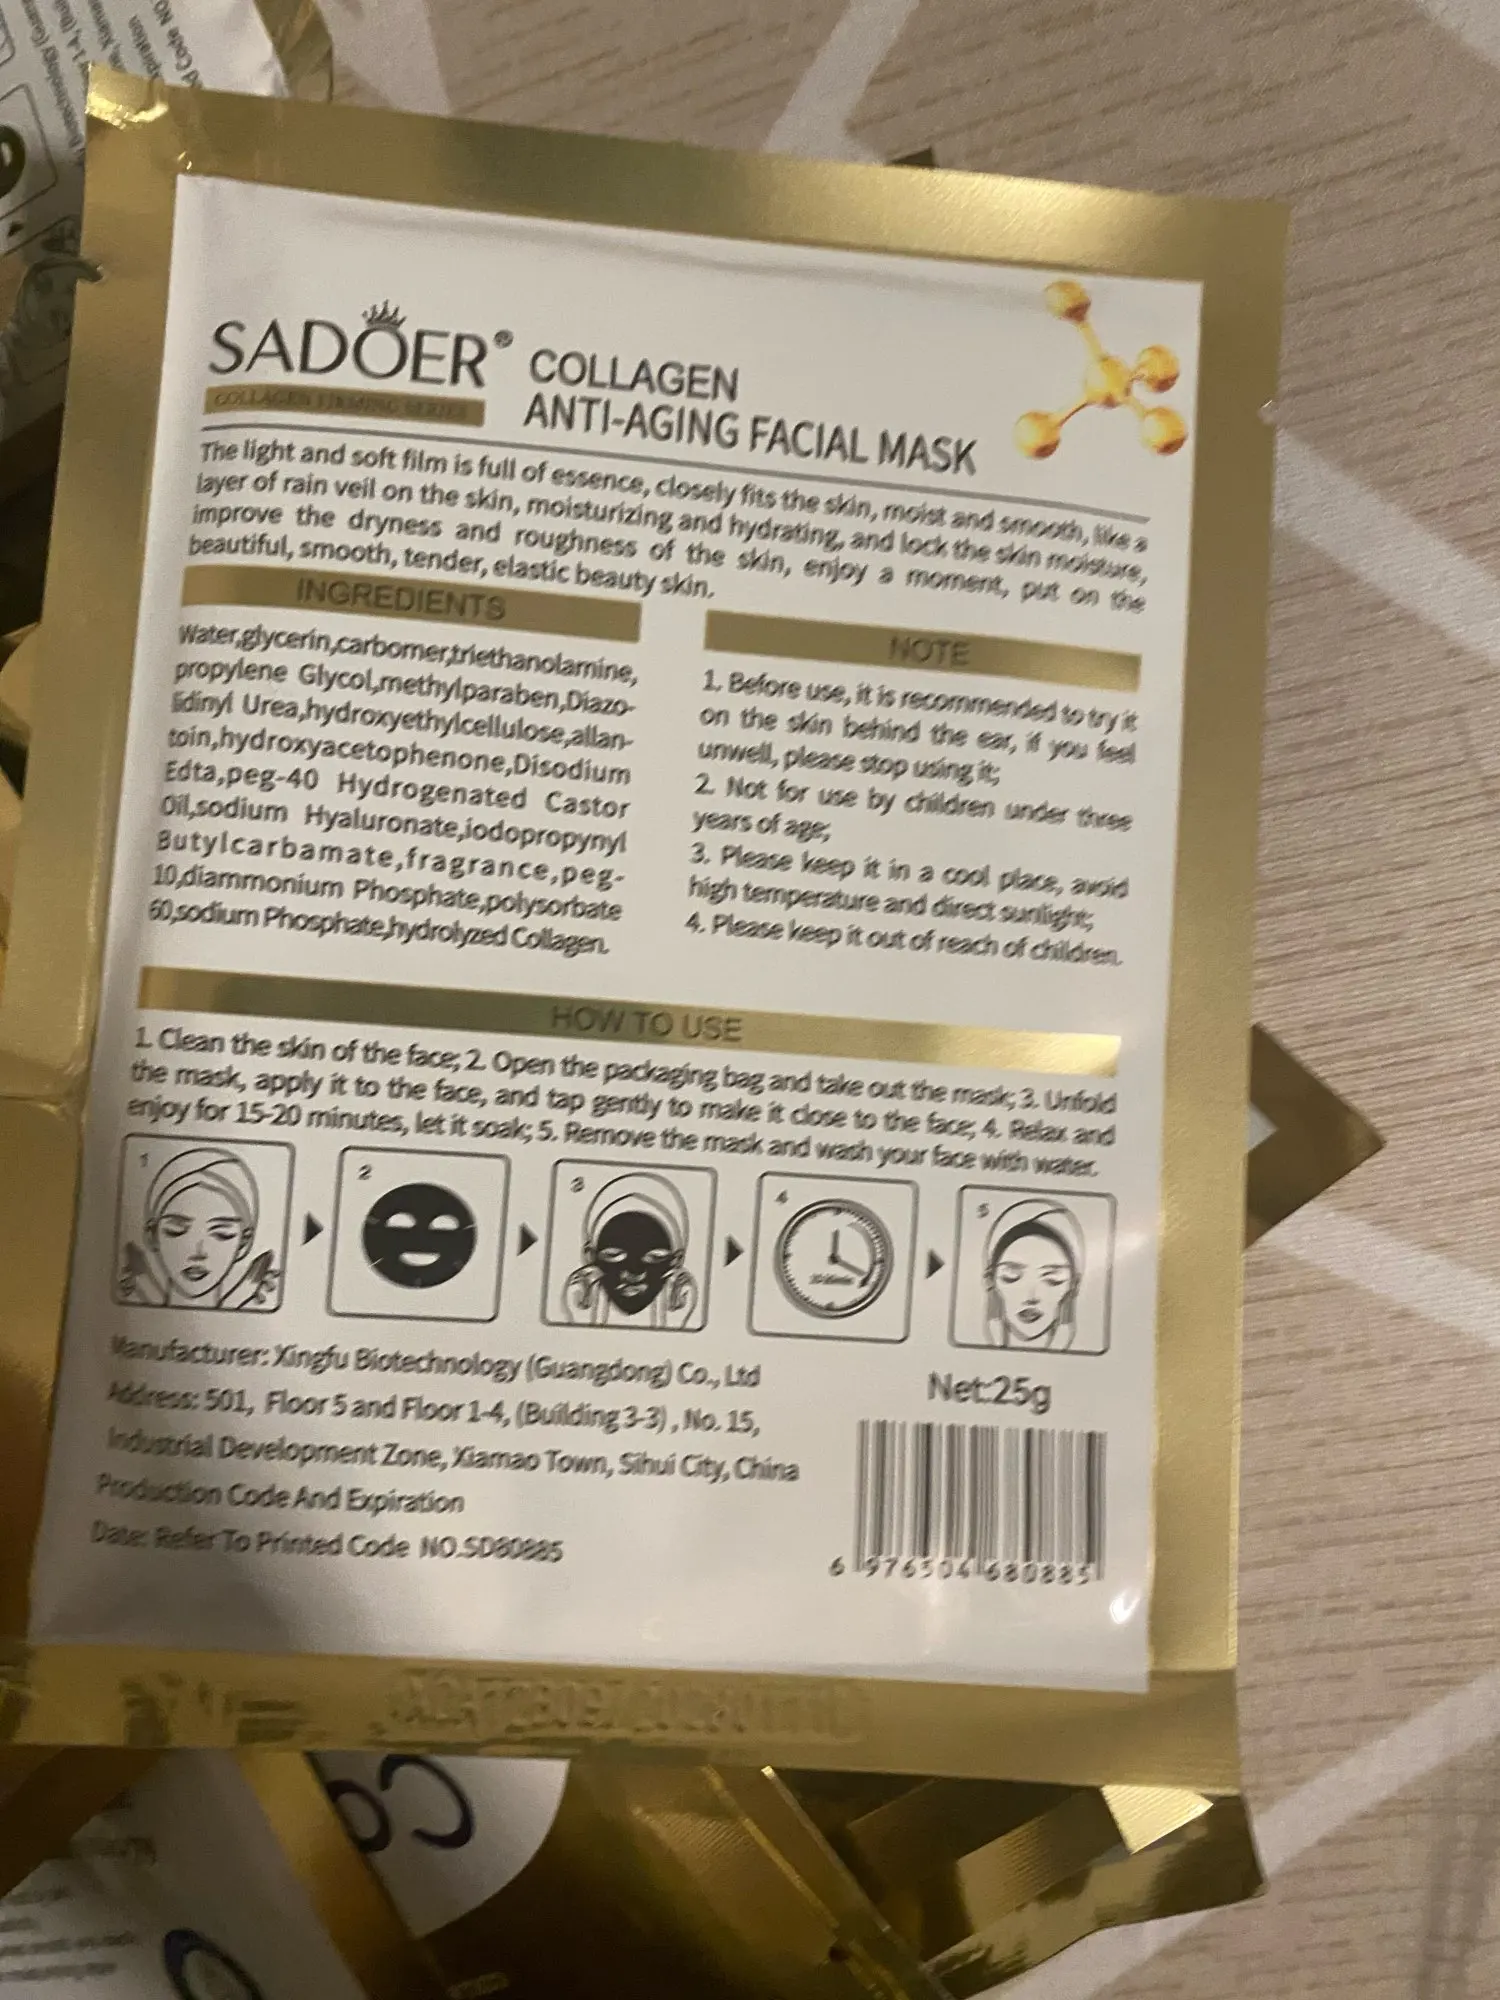 SADOER®
COLLAGEN FIRMING SERIES
COLLAGEN
ANTI-AGING FACIAL MASK
The light and soft film is full of essence, closely fits the skin, moist and smooth, like a
layer of rain veil on the skin, moisturizing and hydrating, and lock the skin moisture,
improve the dryness and roughness of the skin, enjoy a moment, put on the
beautiful, smooth, tender, elastic beauty skin.
INGREDIENTS
Water,glycerin,carbomer,triethanolamine,
propylene Glycol,methylparaben,Diazo-
lidinyl Urea,hydroxyethylcellulose,allan-
toin,hydroxyacetophenone,Disodium
Edta,peg-40 Hydrogenated Castor
Oil,sodium Hyaluronate,iodopropynyl
Butylcarbamate,fragrance,peg-
10,diammonium Phosphate,polysorbate
60,sodium Phosphate,hydrolyzed Collagen.
NOTE
1. Before use, it is recommended to try it
on the skin behind the ear, if you feel
unwell, please stop using it;
2. Not for use by children under three
years of age;
3. Please keep it in a cool place, avoid
high temperature and direct sunlight;
4. Please keep it out of reach of children.
HOW TO USE
1. Clean the skin of the face; 2. Open the packaging bag and take out the mask; 3. Unfold
the mask, apply it to the face, and tap gently to make it close to the face; 4. Relax and
enjoy for 15-20 minutes, let it soak; 5. Remove the mask and wash your face with water.
1
2
3
4
5
Manufacturer: Xingfu Biotechnology (Guangdong) Co., Ltd
Address: 501, Floor 5 and Floor 1-4, (Building 3-3) , No. 15,
Industrial Development Zone, Xiamao Town, Sihui City, China
Production Code And Expiration
Date: Refer To Printed Code NO.SD80885
Net:25g
6 976504 680885